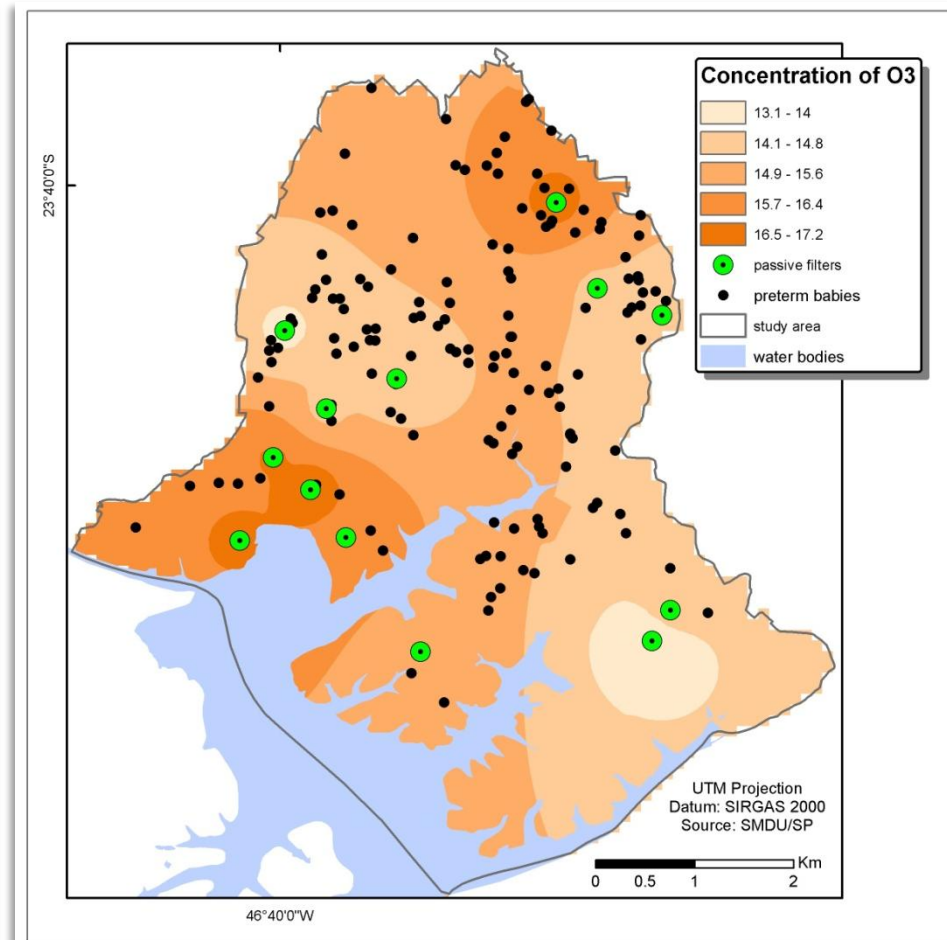 Concentration of O3
13.1 - 14
14.1 - 14.8
14.9 - 15.6
15.7 - 16.4
16.5 - 17.2
passive filters
preterm babies
study area
water bodies
23°40'0"S
UTM Projection
Datum: SIRGAS 2000
Source: SMDU/SP
Km
0 0.5 1 2
46°40'0"W